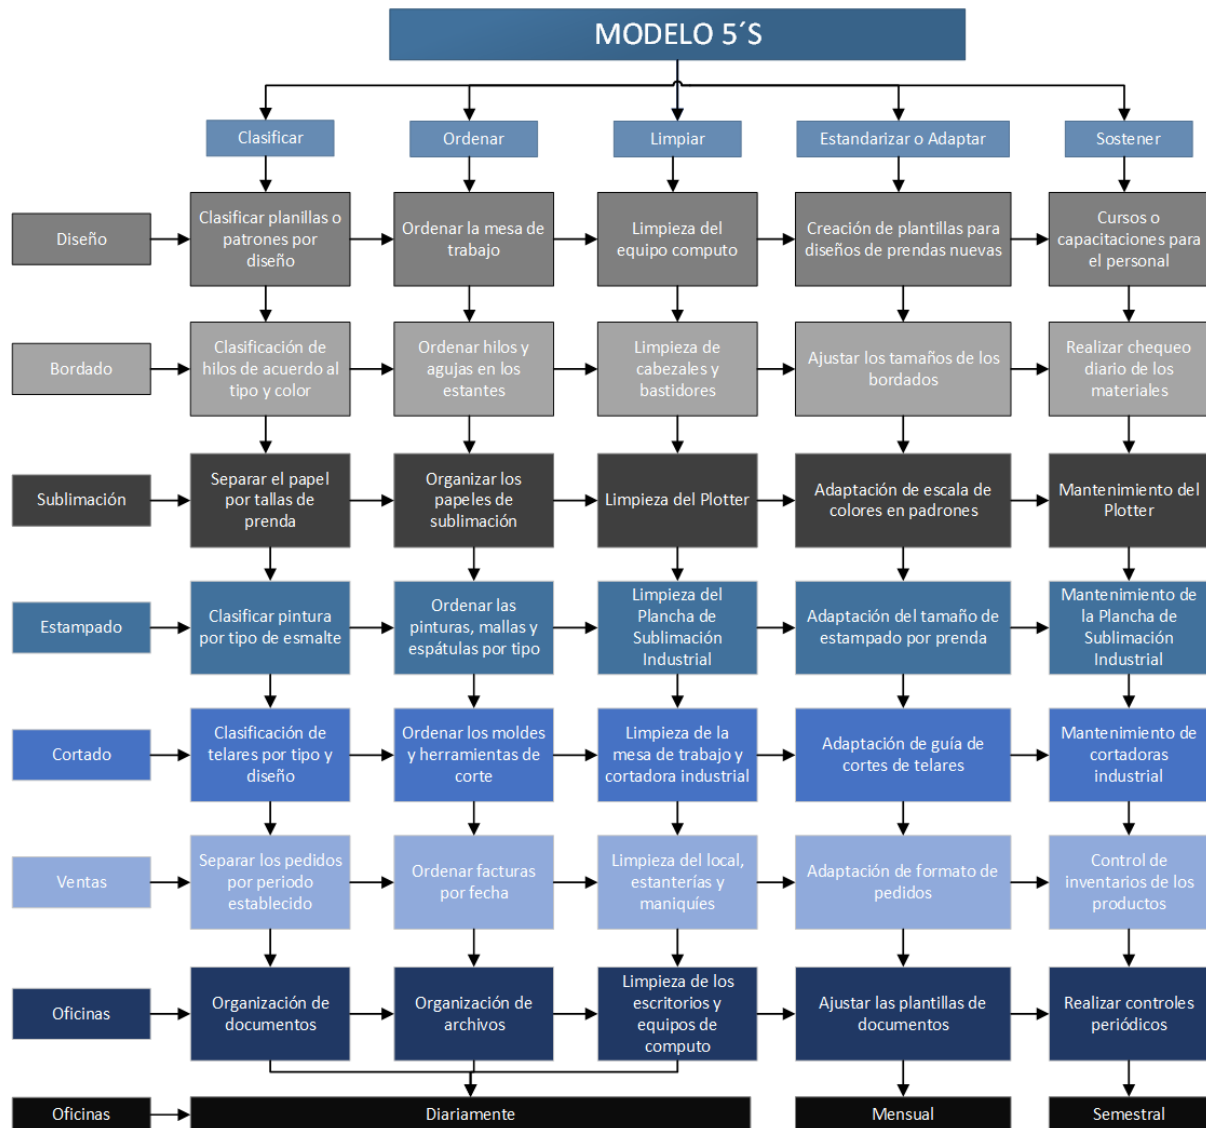 MODELO 5´S
Clasificar
Ordenar
Limpiar
Estandarizar o Adaptar
Sostener
Diseño
Clasificar planillas o
patrones por
diseño
Ordenar la mesa de
trabajo
Limpieza del
equipo computo
Creación de plantillas para
diseños de prendas nuevas
Cursos o
capacitaciones para
el personal
Bordado
Clasificación de
hilos de acuerdo al
tipo y color
Ordenar hilos y
agujas en los
estantes
Limpieza de
cabezales y
bastidores
Ajustar los tamaños de los
bordados
Realizar chequeo
diario de los
materiales
Sublimación
Separar el papel
por tallas de
prenda
Organizar los
papeles de
sublimación
Limpieza del Plotter
Adaptación de escala de
colores en padrones
Mantenimiento del
Plotter
Estampado
Clasificar pintura
por tipo de esmalte
Ordenar las
pinturas, mallas y
espátulas por tipo
Limpieza del
Plancha de
Sublimación
Industrial
Adaptación del tamaño de
estampado por prenda
Mantenimiento de
la Plancha de
Sublimación
Industrial
Cortado
Clasificación de
telares por tipo y
diseño
Ordenar los moldes
y herramientas de
corte
Limpieza de la
mesa de trabajo y
cortadora industrial
Adaptación de guía de
cortes de telares
Mantenimiento de
cortadoras
industrial
Ventas
Separar los pedidos
por periodo
establecido
Ordenar facturas
por fecha
Limpieza del local,
estanterías y
maniquíes
Adaptación de formato de
pedidos
Control de
inventarios de los
productos
Oficinas
Organización de
documentos
Organización de
archivos
Limpieza de los
escritorios y
equipos de
computo
Ajustar las plantillas de
documentos
Realizar controles
periódicos
Oficinas
Diariamente
Mensual
Semestral